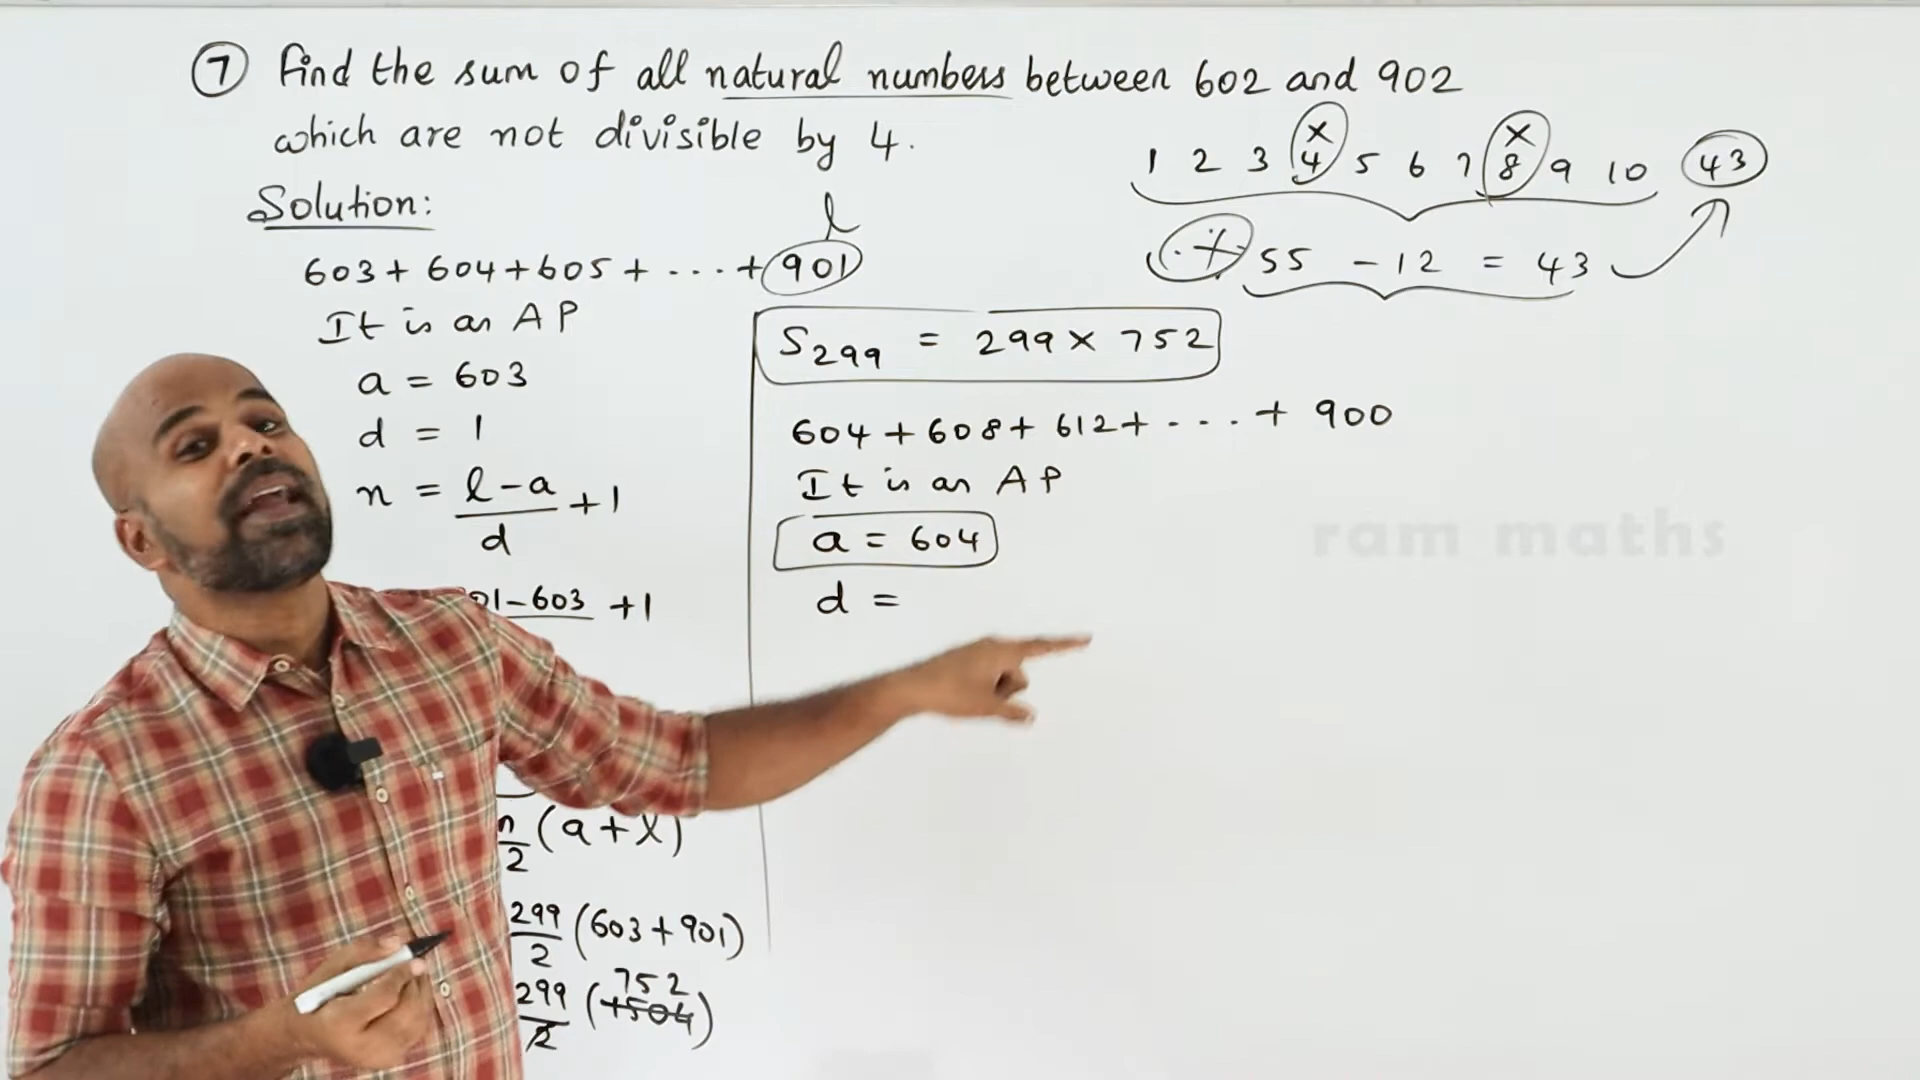 7 Find the sum of all natural numbers between 602 and 902
which are not divisible by 4.
Solution:
l
603 + 604 + 605 + ... + 901
It is an AP
a = 603
d = 1
n = l - a / d + 1
01 - 603 + 1
n/2 (a + l)
299/2 (603 + 901)
752
299/2 (1504)
x x
1 2 3 4 5 6 7 8 9 10 43
55 - 12 = 43
S299 = 299 x 752
604 + 608 + 612 + ... + 900
It is an AP
a = 604
d =
ram maths